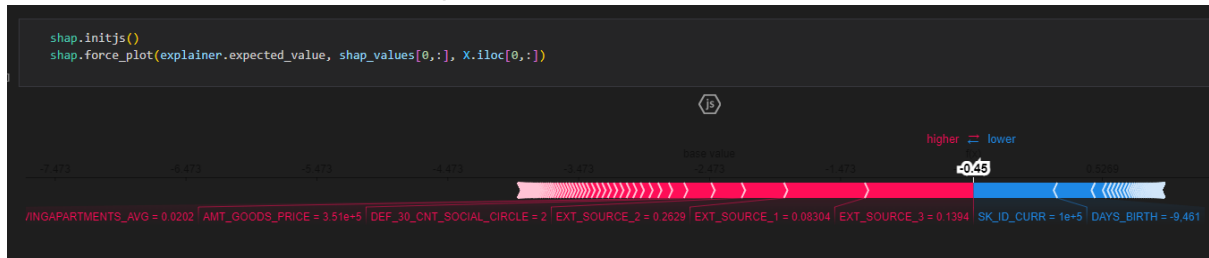 shap.initjs()
shap.force_plot(explainer.expected_value, shap_values[0,:], X.iloc[0,:])
js
higher ⇄ lower
base value f(x)
-7.473 -6.473 -5.473 -4.473 -3.473 -2.473 -1.473 -0.45 0.5269
/INGAPARTMENTS_AVG = 0.0202 AMT_GOODS_PRICE = 3.51e+5 DEF_30_CNT_SOCIAL_CIRCLE = 2 EXT_SOURCE_2 = 0.2629 EXT_SOURCE_1 = 0.08304 EXT_SOURCE_3 = 0.1394 SK_ID_CURR = 1e+5 DAYS_BIRTH = -9,461